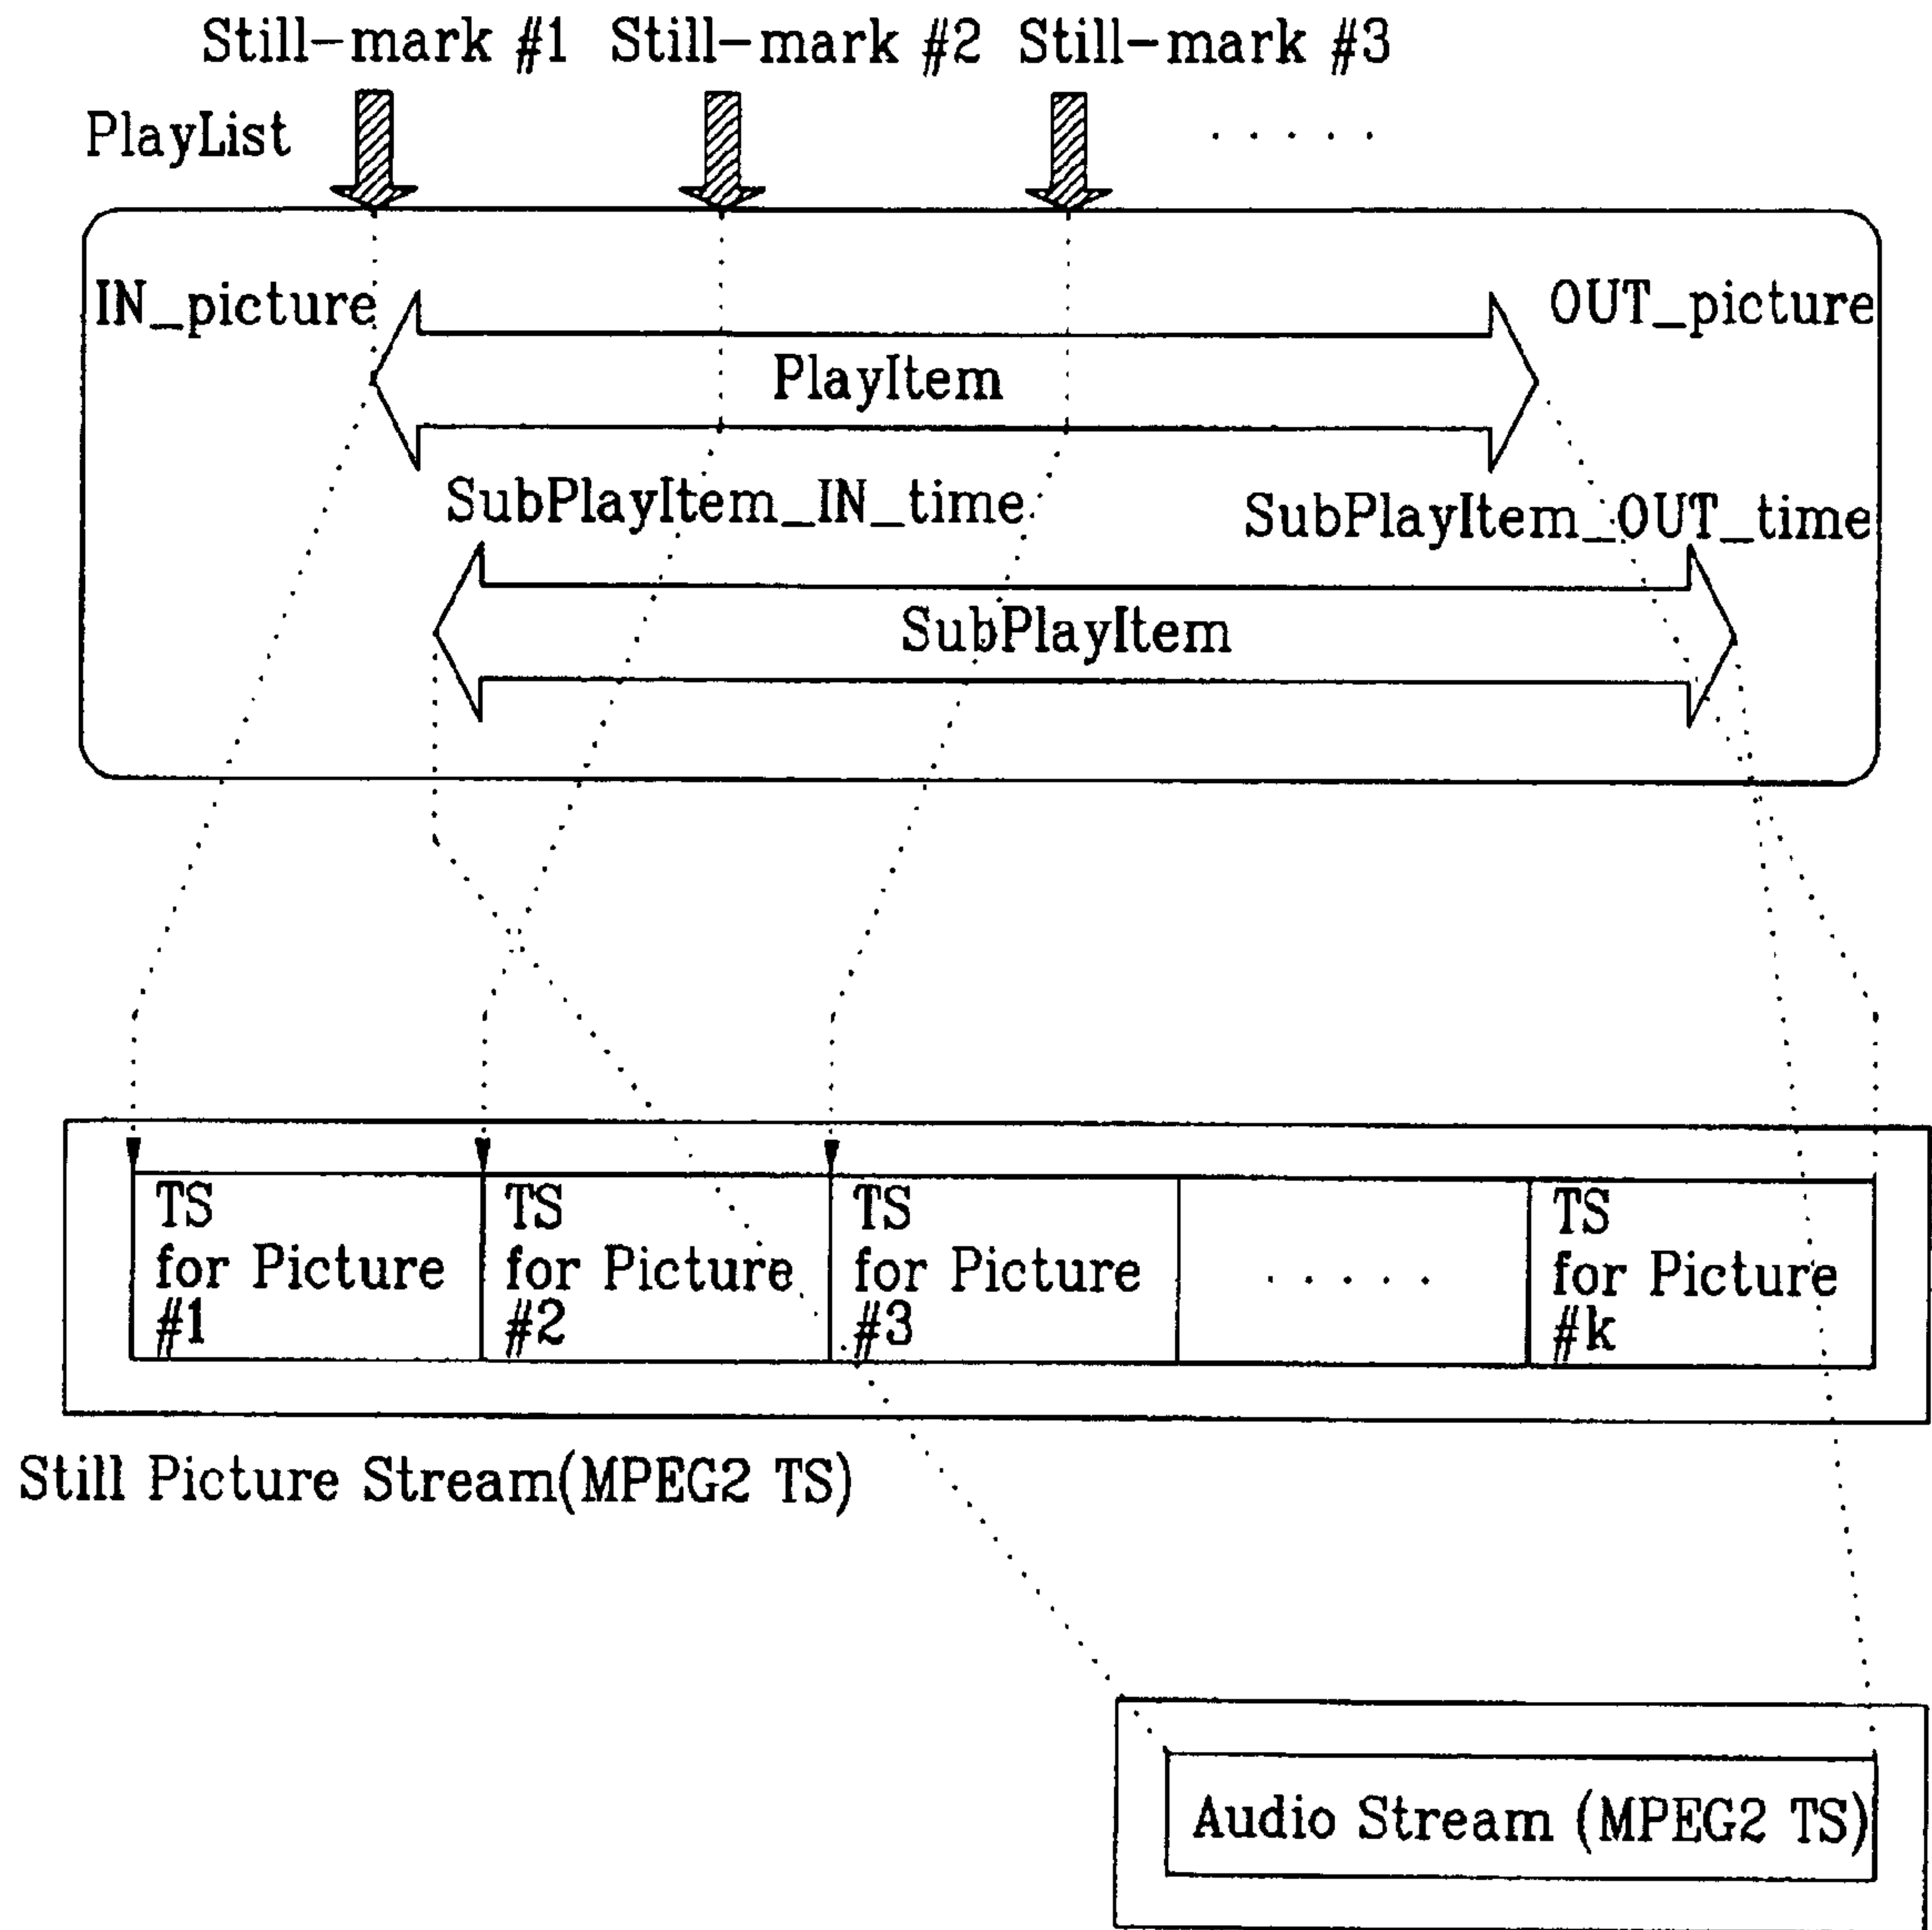 Still-mark #1 Still-mark #2 Still-mark #3
PlayList
. . . . .
IN_picture
OUT_picture
PlayItem
SubPlayItem_IN_time
SubPlayItem_OUT_time
SubPlayItem
TS
for Picture
#1
TS
for Picture
#2
TS
for Picture
#3
. . . . .
TS
for Picture
#k
Still Picture Stream(MPEG2 TS)
Audio Stream (MPEG2 TS)